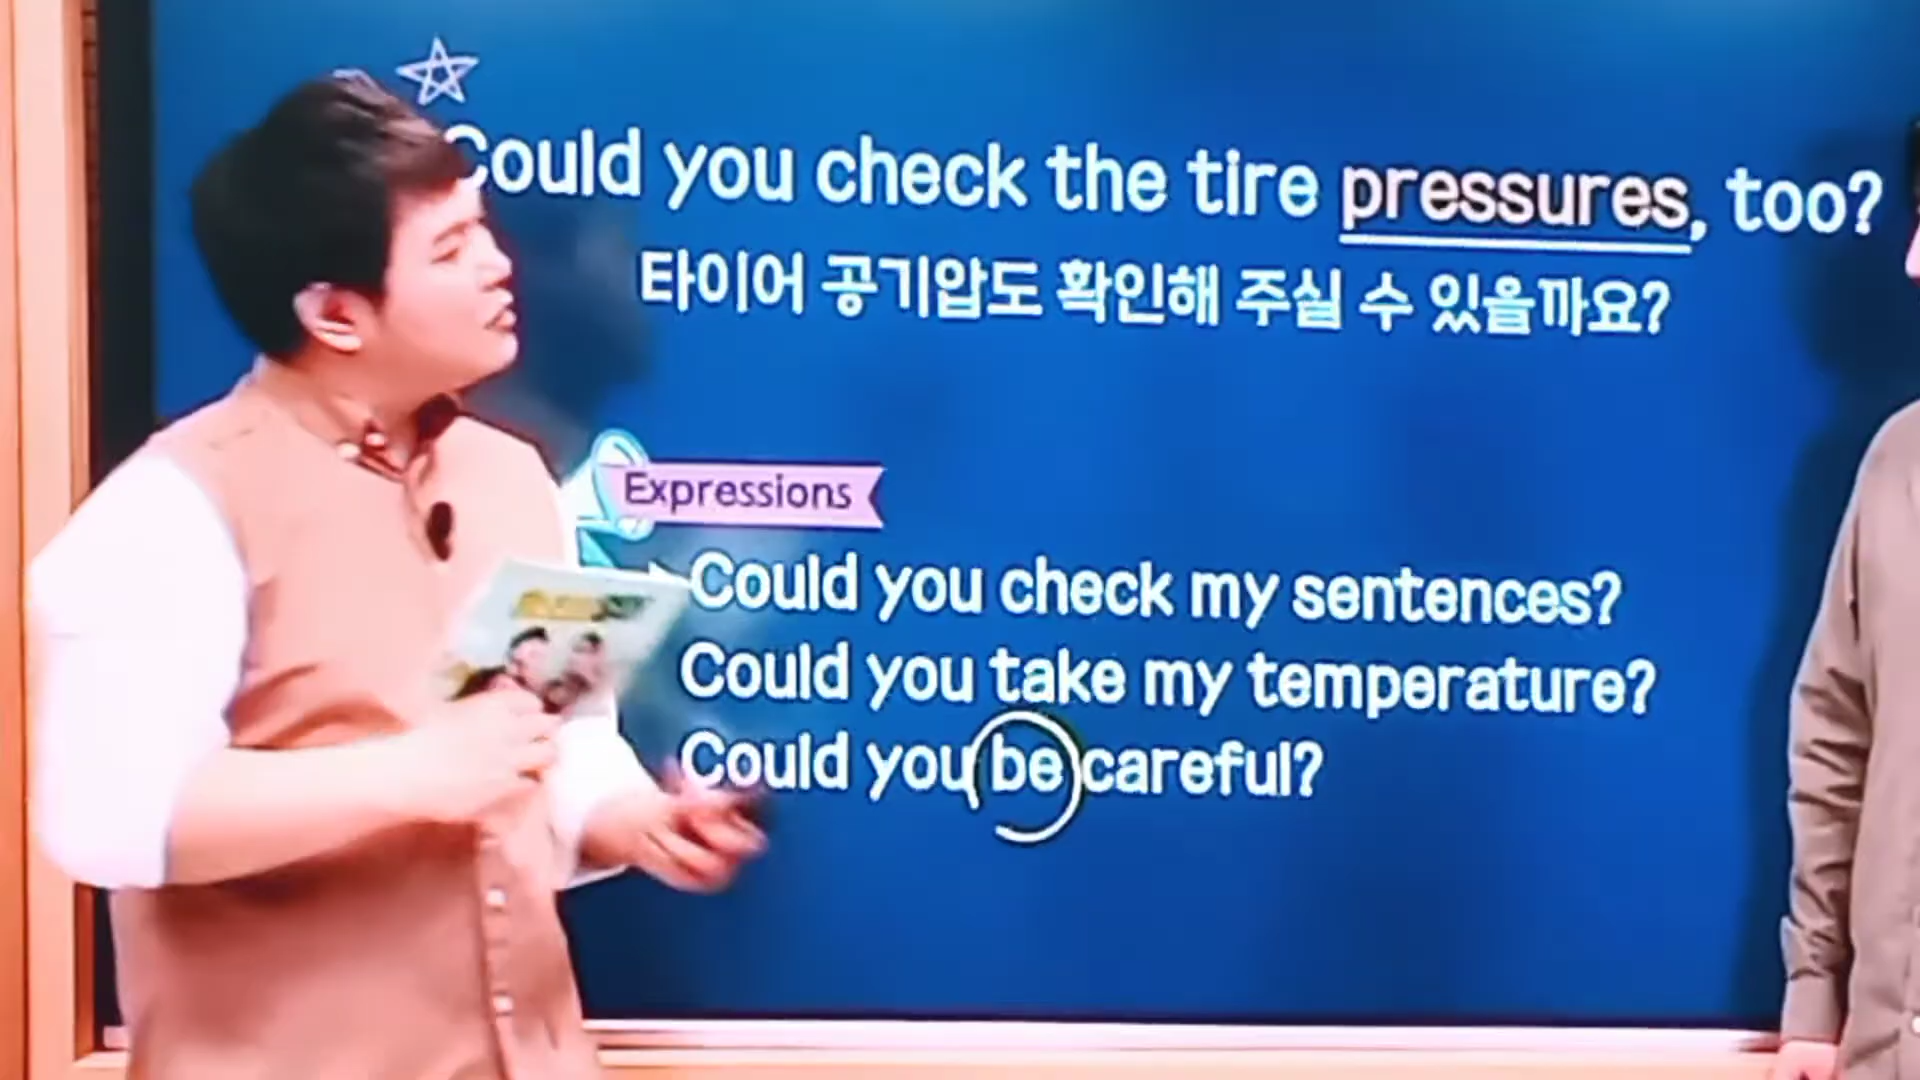 Could you check the tire pressures, too?
타이어 공기압도 확인해 주실 수 있을까요?
Expressions
Could you check my sentences?
Could you take my temperature?
Could you be careful?